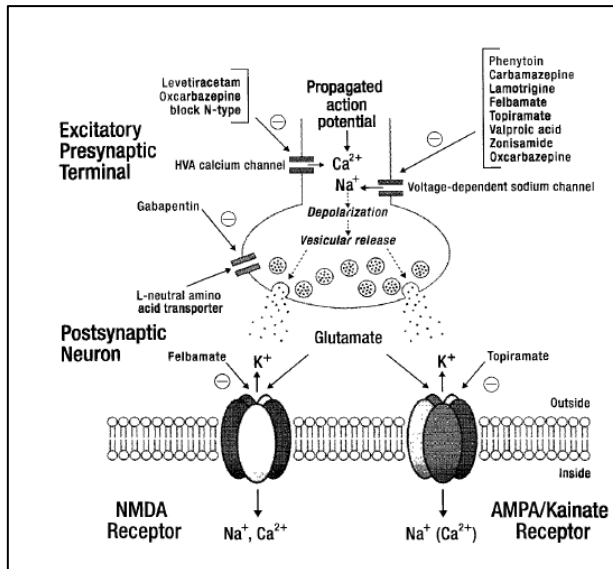 Levetiracetam
Oxcarbazepine
block N-type
Propagated
action
potential
Phenytoin
Carbamazepine
Lamotrigine
Felbamate
Topiramate
Valproic acid
Zonisamide
Oxcarbazepine
Excitatory
Presynaptic
Terminal
HVA calcium channel
Ca²⁺
Na⁺
Voltage-dependent sodium channel
Depolarization
Vesicular release
Gabapentin
L-neutral amino
acid transporter
Postsynaptic
Neuron
Glutamate
Felbamate
K⁺
K⁺
Topiramate
Outside
Inside
NMDA
Receptor
Na⁺, Ca²⁺
Na⁺ (Ca²⁺)
AMPA/Kainate
Receptor